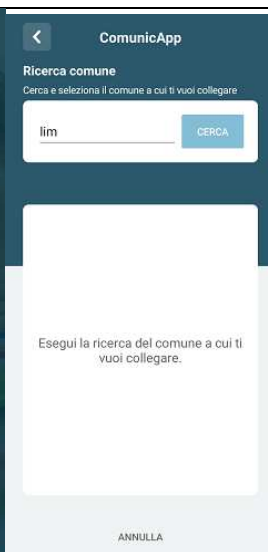 ComunicApp
Ricerca comune
Cerca e seleziona il comune a cui ti vuoi collegare
lim
CERCA
Esegui la ricerca del comune a cui ti
vuoi collegare.
ANNULLA